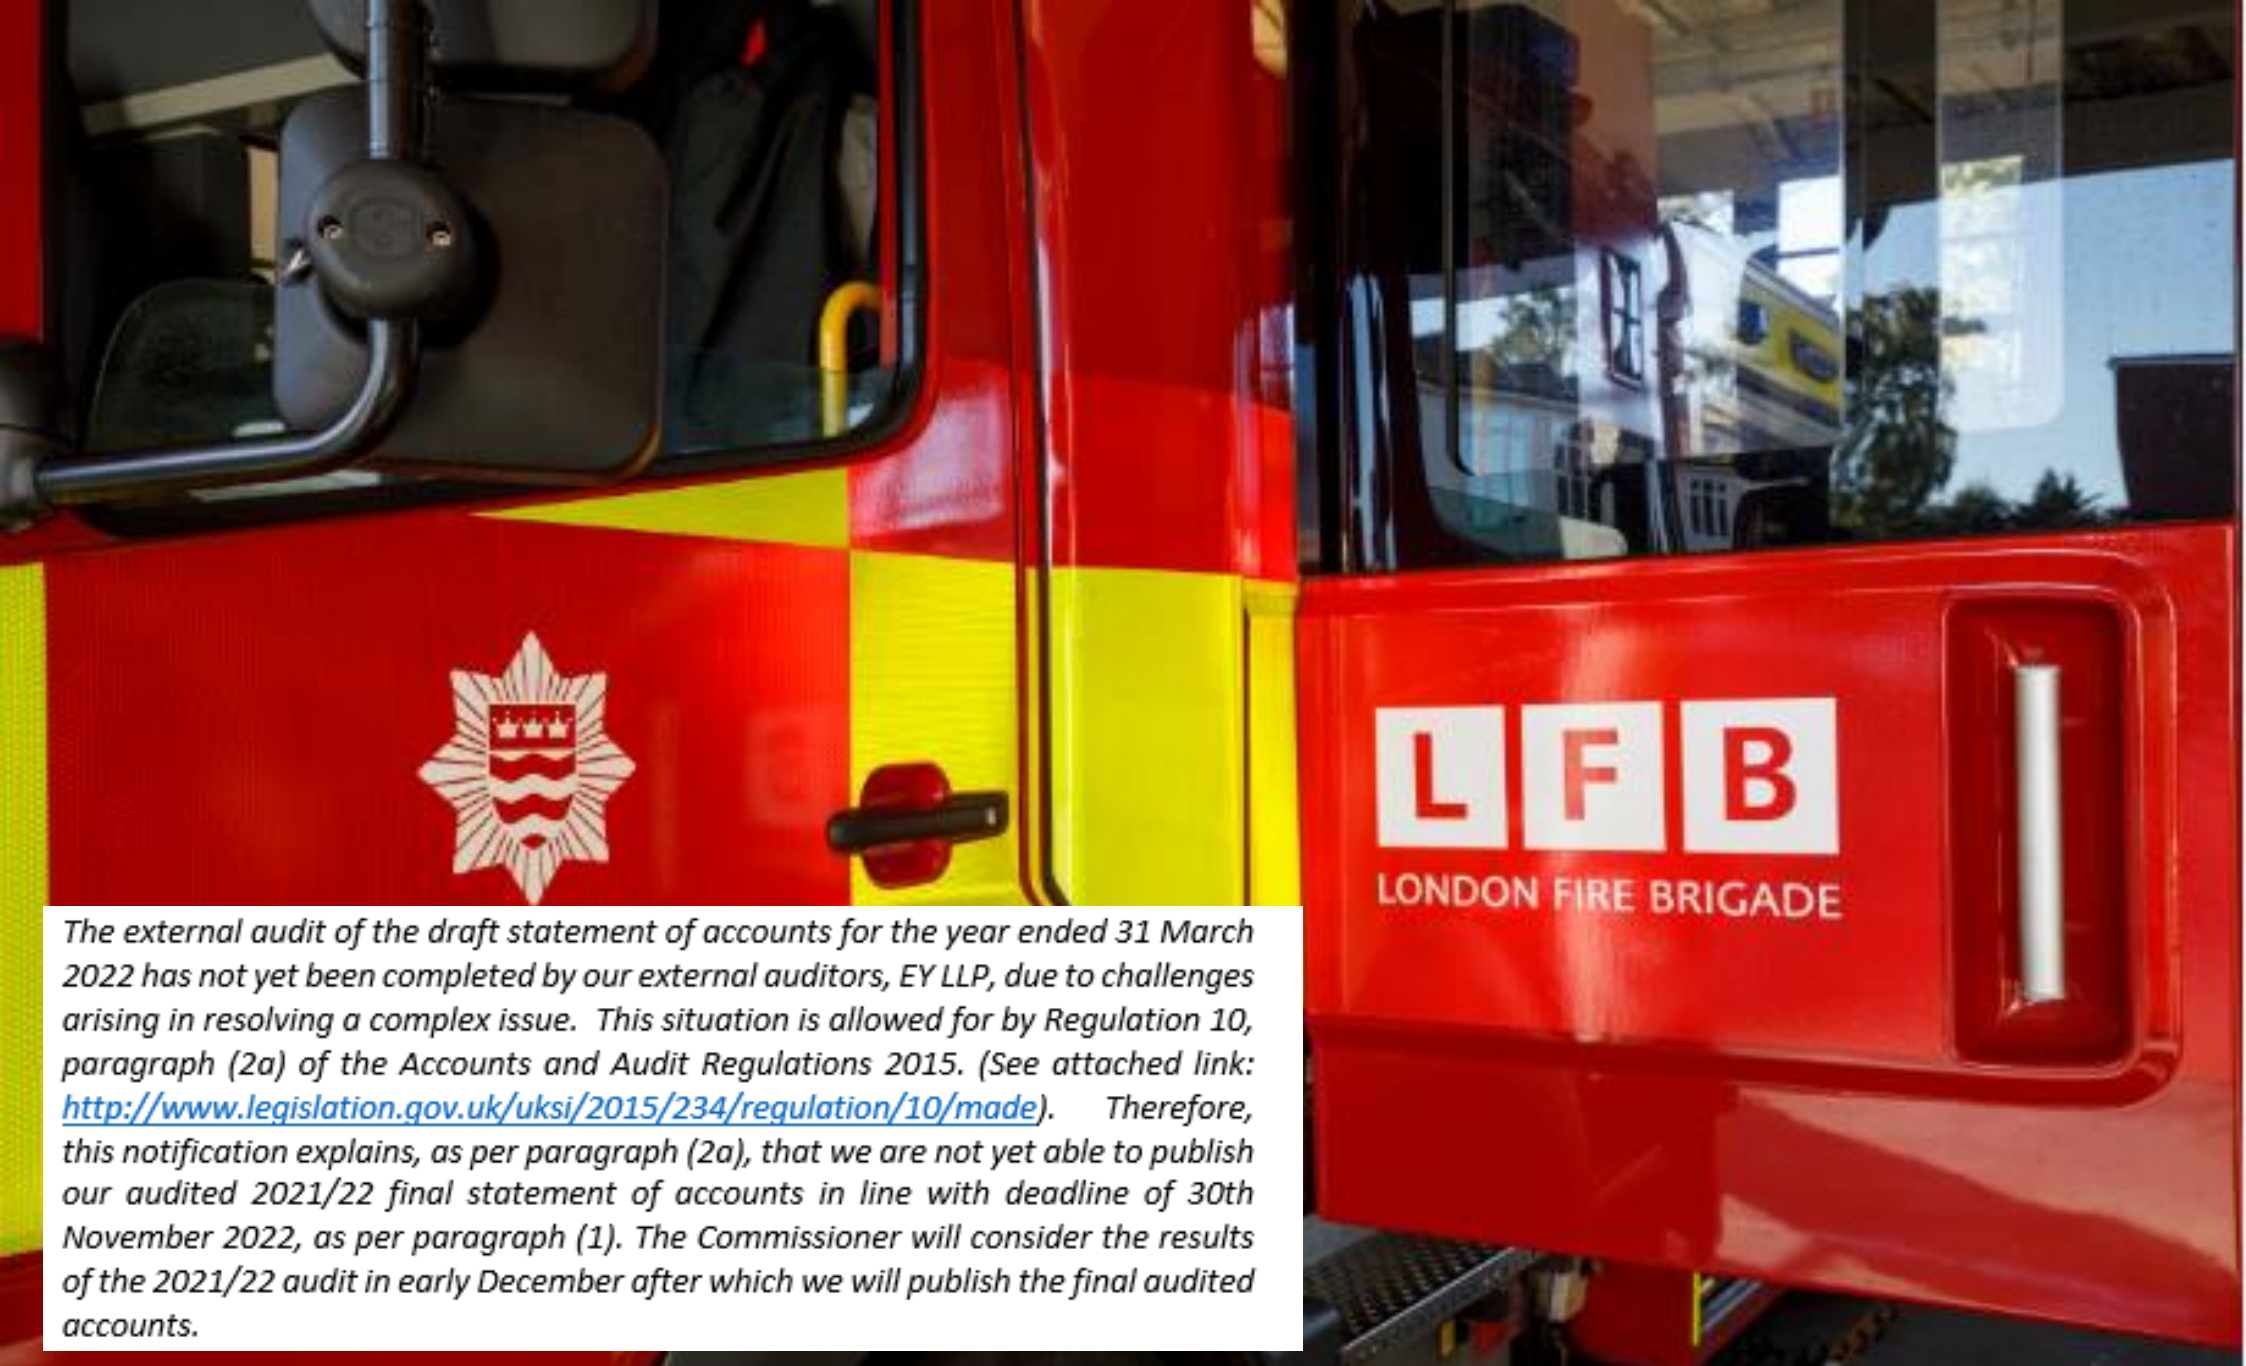 L F B
LONDON FIRE BRIGADE
The external audit of the draft statement of accounts for the year ended 31 March
2022 has not yet been completed by our external auditors, EY LLP, due to challenges
arising in resolving a complex issue.  This situation is allowed for by Regulation 10,
paragraph (2a) of the Accounts and Audit Regulations 2015. (See attached link:
http://www.legislation.gov.uk/uksi/2015/234/regulation/10/made).   Therefore,
this notification explains, as per paragraph (2a), that we are not yet able to publish
our audited 2021/22 final statement of accounts in line with deadline of 30th
November 2022, as per paragraph (1). The Commissioner will consider the results
of the 2021/22 audit in early December after which we will publish the final audited
accounts.